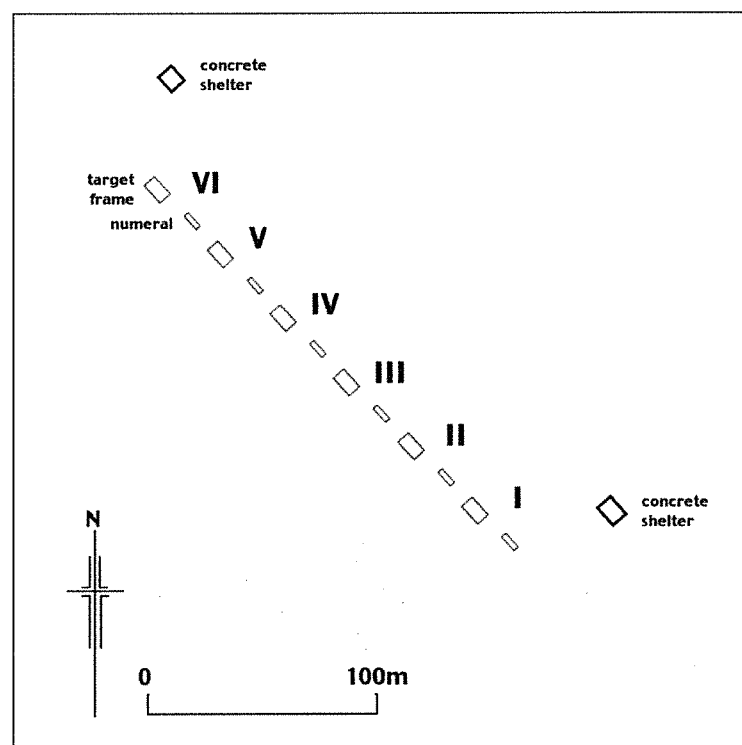 concrete
shelter
target
frame
VI
numeral
V
IV
III
II
I
concrete
shelter
N
0 100m